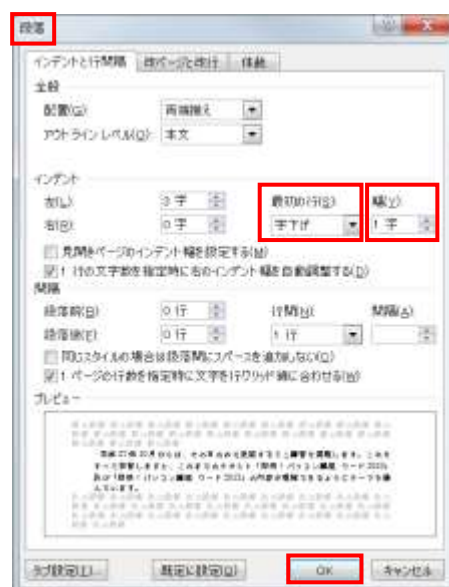 段落
インデントと行間隔 改ページと改行 体裁
全般
配置(G) 両端揃え
アウトライン レベル(O): 本文
インデント
左(L) 3 字 最初の行(S) 幅(Y)
右(R) 0 字 字下げ 1 字
見開きページのインデント幅を設定する(M)
1 行の文字数を指定時に右のインデント幅を自動調整する(D)
間隔
段落前(B) 0 行 行間(N) 間隔(A)
段落後(F) 0 行 1 行
同じスタイルの場合は段落間にスペースを追加しない(C)
1 ページの行数を指定時に文字を行グリッド線に合わせる(W)
プレビュー
タブ設定(T)... 既定に設定(D) OK キャンセル